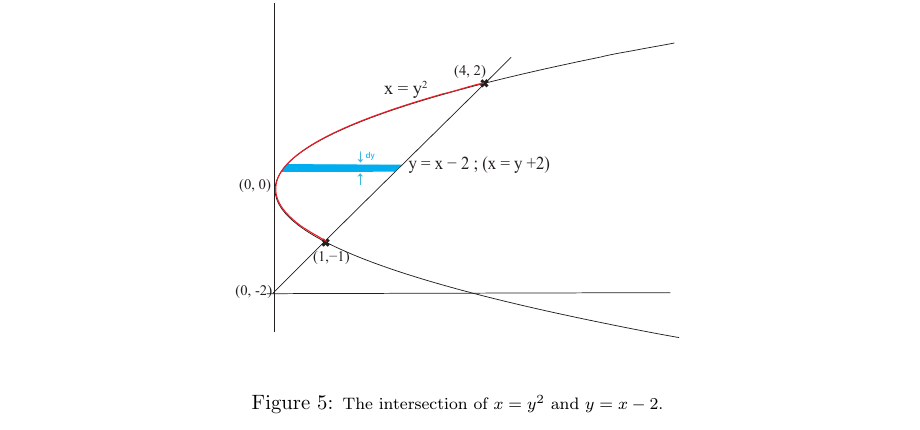 (4, 2)
x = y²
↓ dy
↑
y = x − 2 ; (x = y +2)
(0, 0)
(1,−1)
(0, -2)
Figure 5: The intersection of x = y² and y = x − 2.